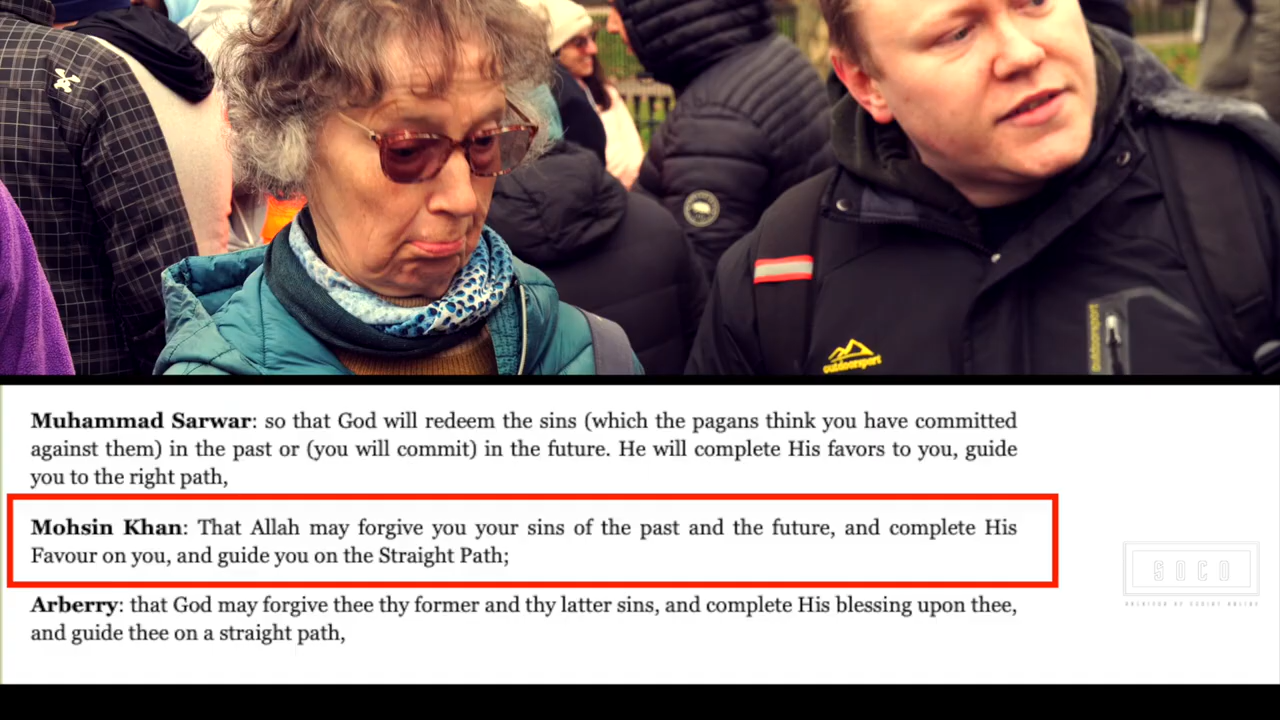 outdoorsport
outdoorsport
Muhammad Sarwar: so that God will redeem the sins (which the pagans think you have committed
against them) in the past or (you will commit) in the future. He will complete His favors to you, guide
you to the right path,
Mohsin Khan: That Allah may forgive you your sins of the past and the future, and complete His
Favour on you, and guide you on the Straight Path;
Arberry: that God may forgive thee thy former and thy latter sins, and complete His blessing upon thee,
and guide thee on a straight path,
SOCO